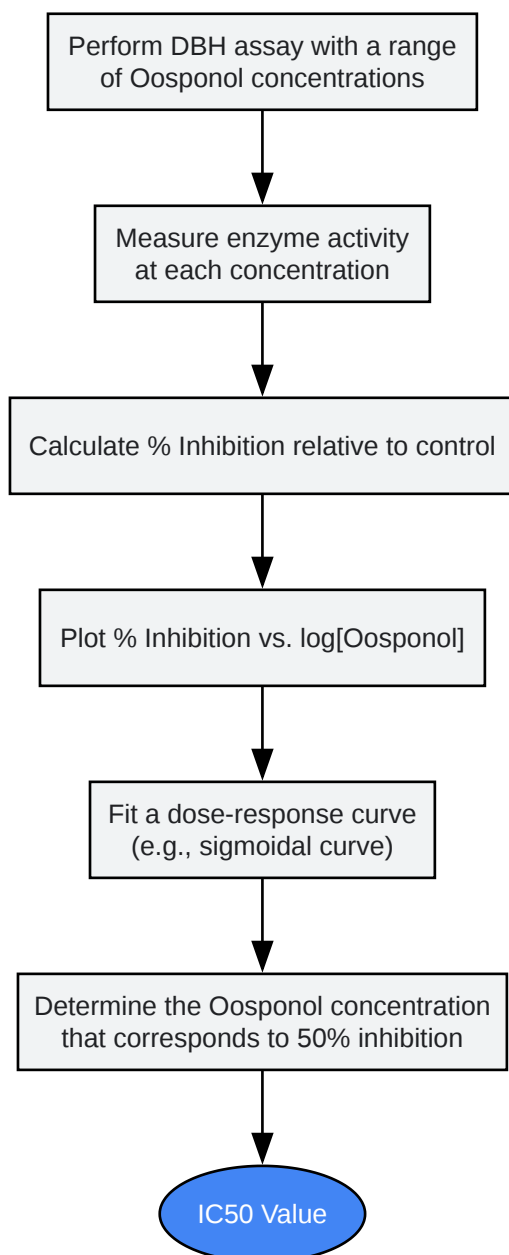 Perform DBH assay with a range
of Oosponol concentrations
Measure enzyme activity
at each concentration
Calculate % Inhibition relative to control
Plot % Inhibition vs. log[Oosponol]
Fit a dose-response curve
(e.g., sigmoidal curve)
Determine the Oosponol concentration
that corresponds to 50% inhibition
IC50 Value